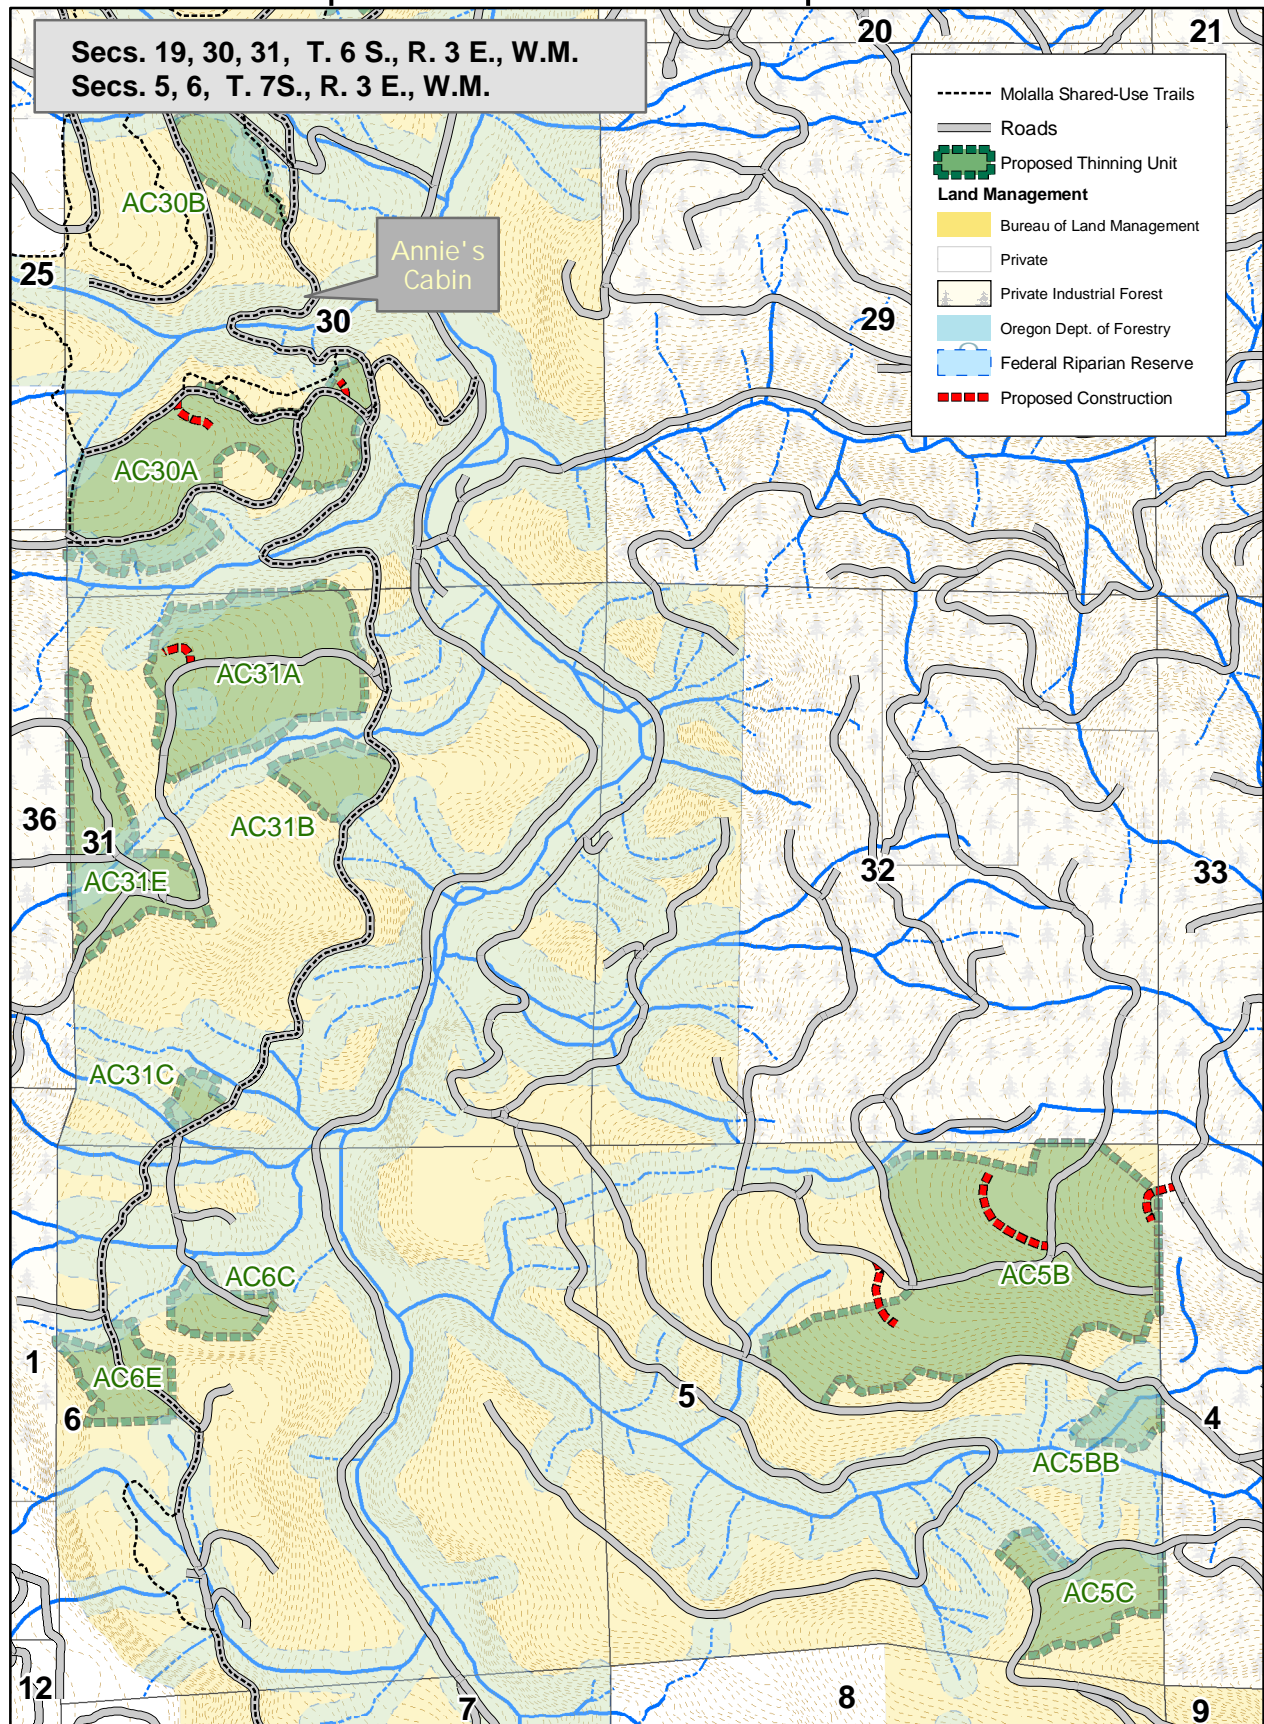 Secs. 19, 30, 31, T. 6 S., R. 3 E., W.M.
Secs. 5, 6, T. 7S., R. 3 E., W.M.
20
21
Molalla Shared-Use Trails
Roads
Proposed Thinning Unit
Land Management
Bureau of Land Management
Private
Private Industrial Forest
Oregon Dept. of Forestry
Federal Riparian Reserve
Proposed Construction
AC30B
Annie's
Cabin
25
30
29
AC30A
AC31A
36
31
AC31B
AC31E
32
33
AC31C
AC6C
AC5B
1
AC6E
6
5
4
AC5BB
AC5C
12
7
8
9